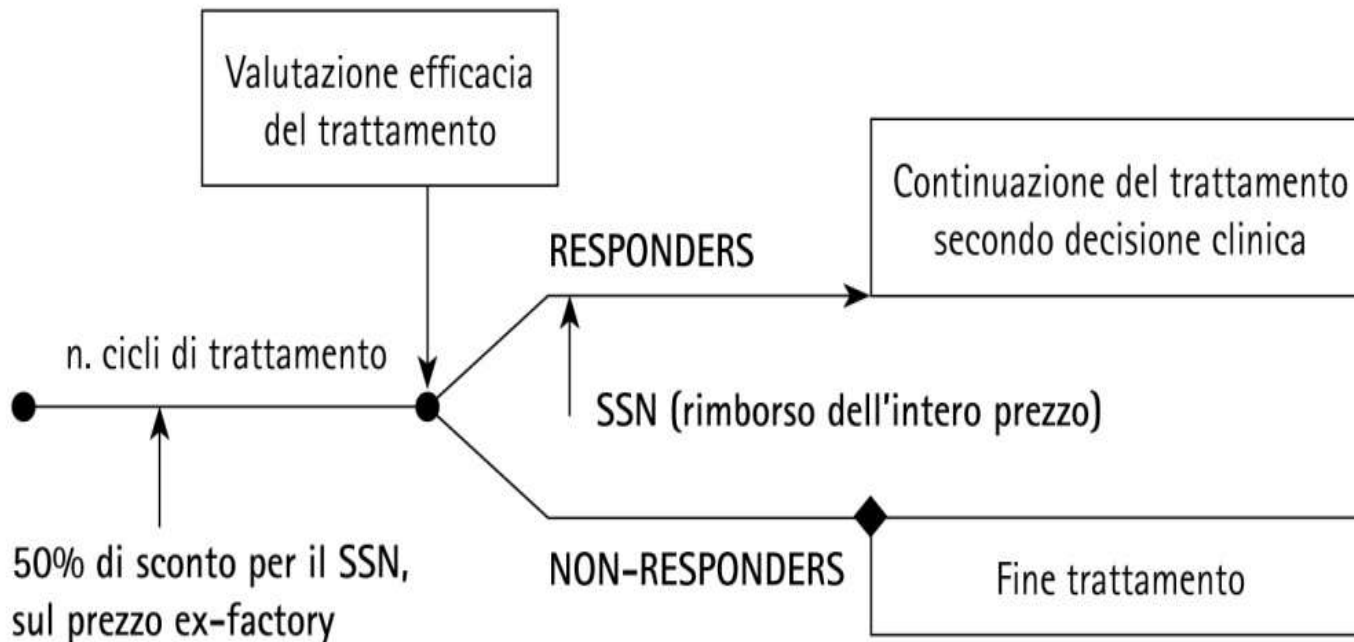 Valutazione efficacia
del trattamento
Continuazione del trattamento
secondo decisione clinica
RESPONDERS
n. cicli di trattamento
SSN (rimborso dell'intero prezzo)
50% di sconto per il SSN,
sul prezzo ex-factory
NON-RESPONDERS
Fine trattamento